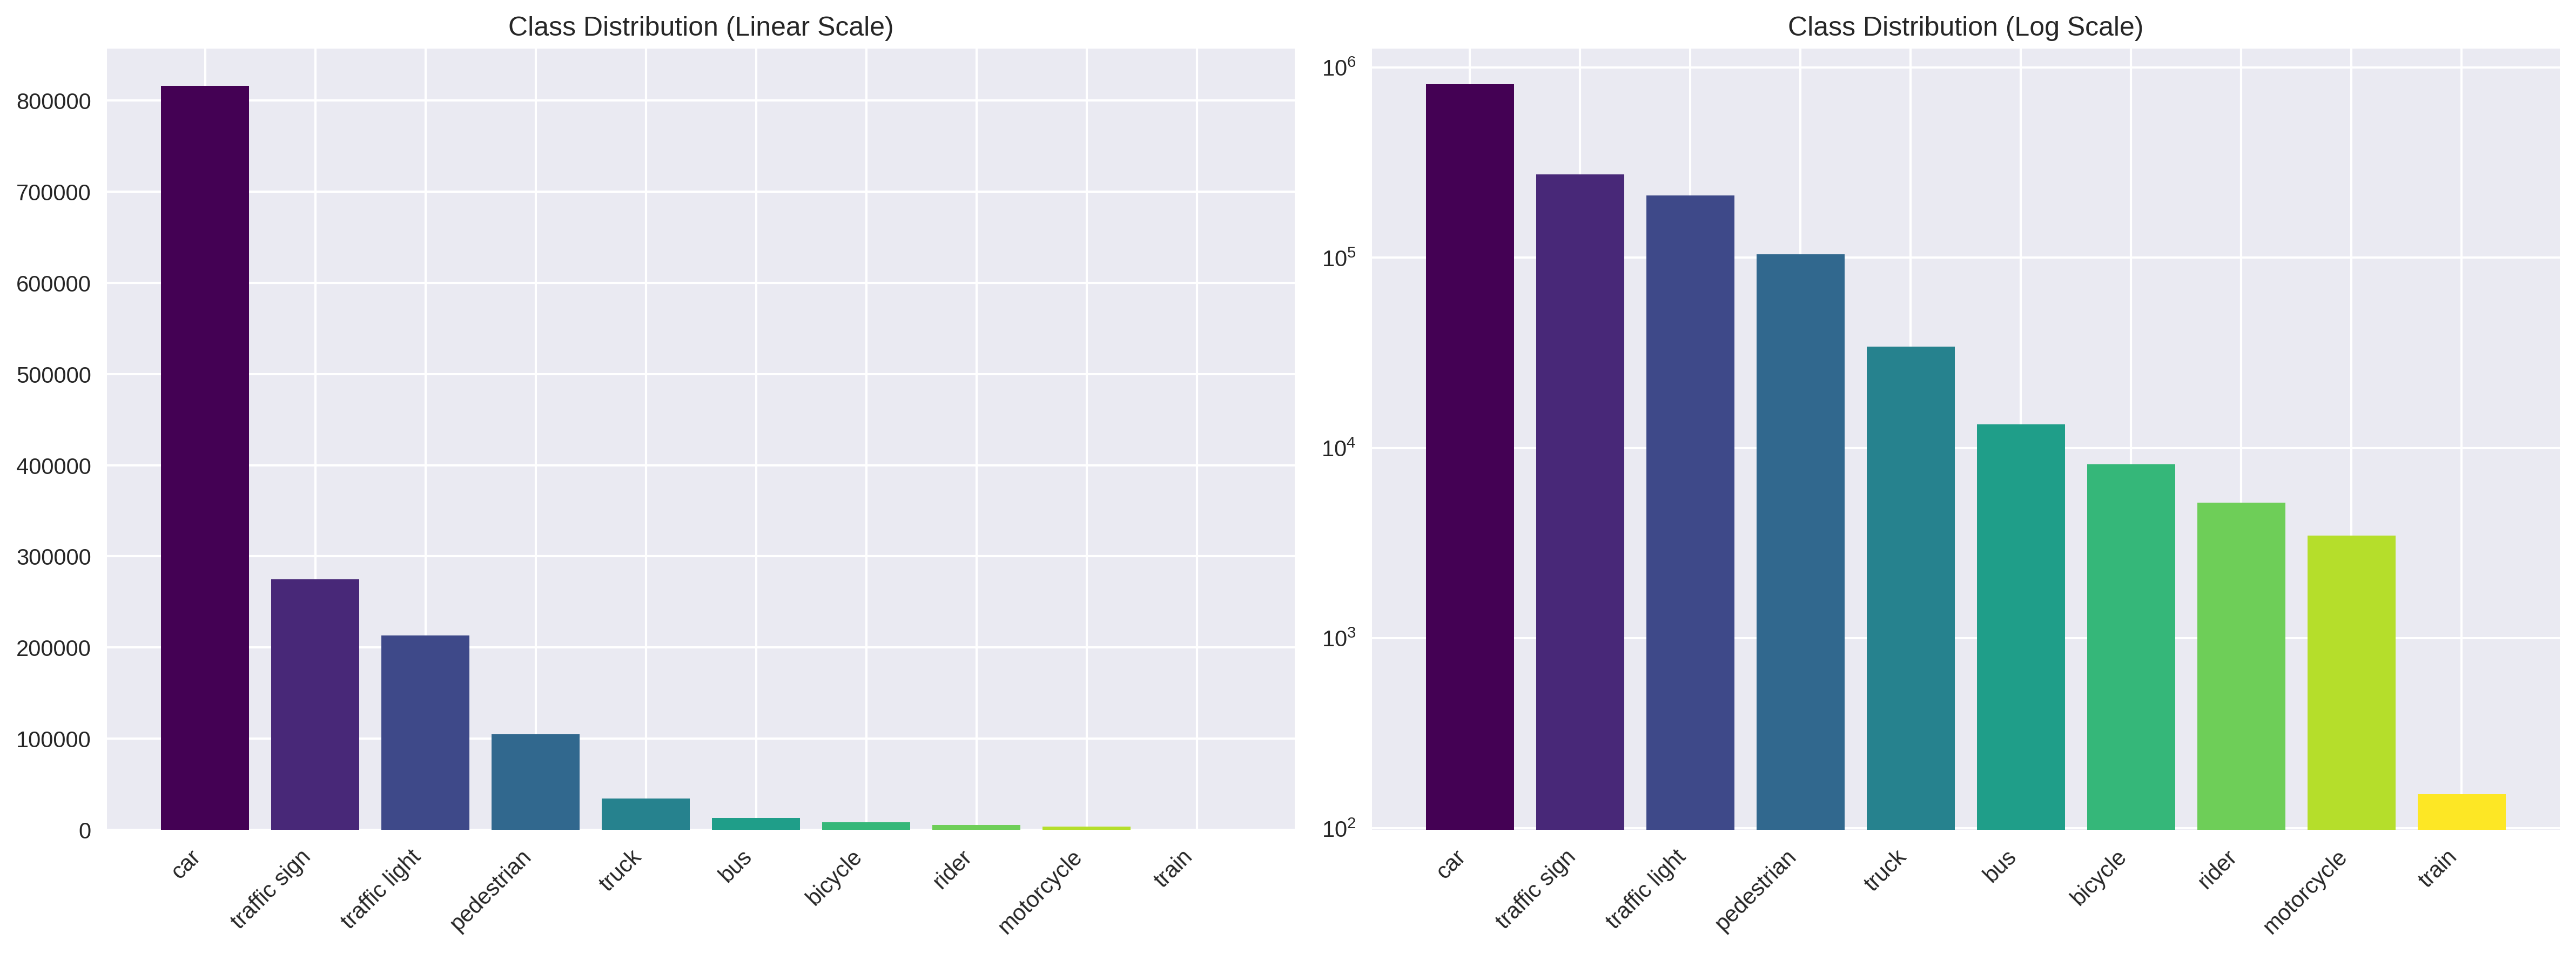 Class Distribution (Linear Scale)
800000
700000
600000
500000
400000
300000
200000
100000
0
car
traffic sign
traffic light
pedestrian
truck
bus
bicycle
rider
motorcycle
train
Class Distribution (Log Scale)
10⁶
10⁵
10⁴
10³
10²
car
traffic sign
traffic light
pedestrian
truck
bus
bicycle
rider
motorcycle
train